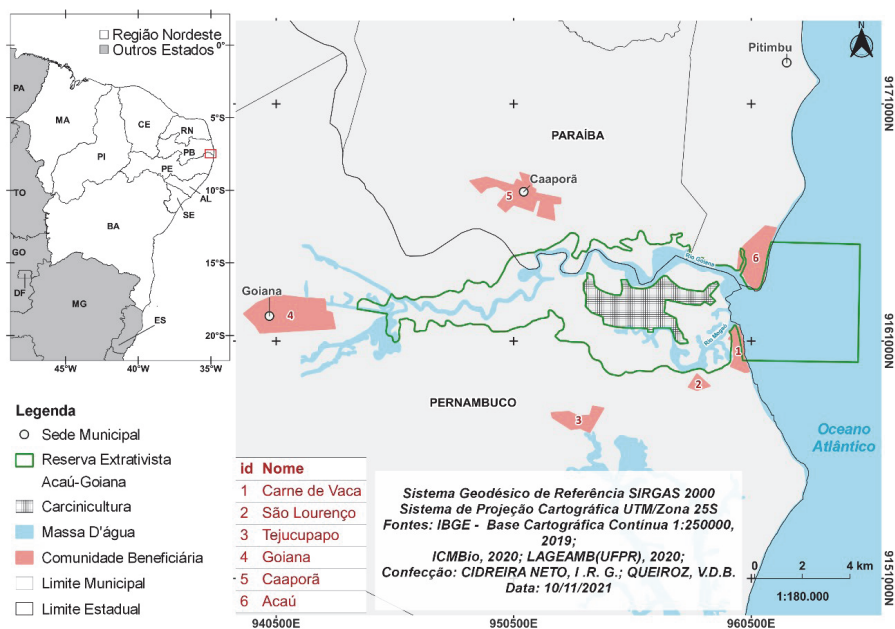 Região Nordeste
Outros Estados
0°
5°S
10°S
15°S
20°S
45°W
40°W
35°W
PA
MA
CE
RN
PB
PI
PE
AL
SE
TO
BA
GO
DF
MG
ES
Legenda
Sede Municipal
Reserva Extrativista
Acaú-Goiana
Carcinicultura
Massa D'água
Comunidade Beneficiária
Limite Municipal
Limite Estadual
Pitimbu
N
PARAÍBA
Caaporã
5
6
Rio Goiana
Goiana
4
Rio Megaó
1
2
3
PERNAMBUCO
Oceano
Atlântico
id Nome
1 Carne de Vaca
2 São Lourenço
3 Tejucupapo
4 Goiana
5 Caaporã
6 Acaú
Sistema Geodésico de Referência SIRGAS 2000
Sistema de Projeção Cartográfica UTM/Zona 25S
Fontes: IBGE - Base Cartográfica Contínua 1:250000,
2019;
ICMBio, 2020; LAGEAMB(UFPR), 2020;
Confecção: CIDREIRA NETO, I .R. G.; QUEIROZ, V.D.B.
Data: 10/11/2021
0 2 4 km
1:180.000
940500E
950500E
960500E
9171000N
9161000N
9151000N